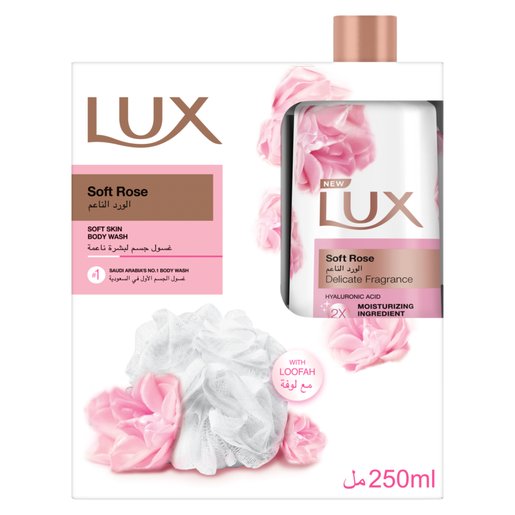 LUX
Soft Rose
الورد الناعم
SOFT SKIN
BODY WASH
غسول جسم لبشرة ناعمة
#1
SAUDI ARABIA'S NO.1 BODY WASH
غسول الجسم الأول في السعودية
NEW
LUX
Soft Rose
الورد الناعم
Delicate Fragrance
HYALURONIC ACID
2X
MOISTURIZING
INGREDIENT
WITH
LOOFAH
مع لوفة
250ml مل